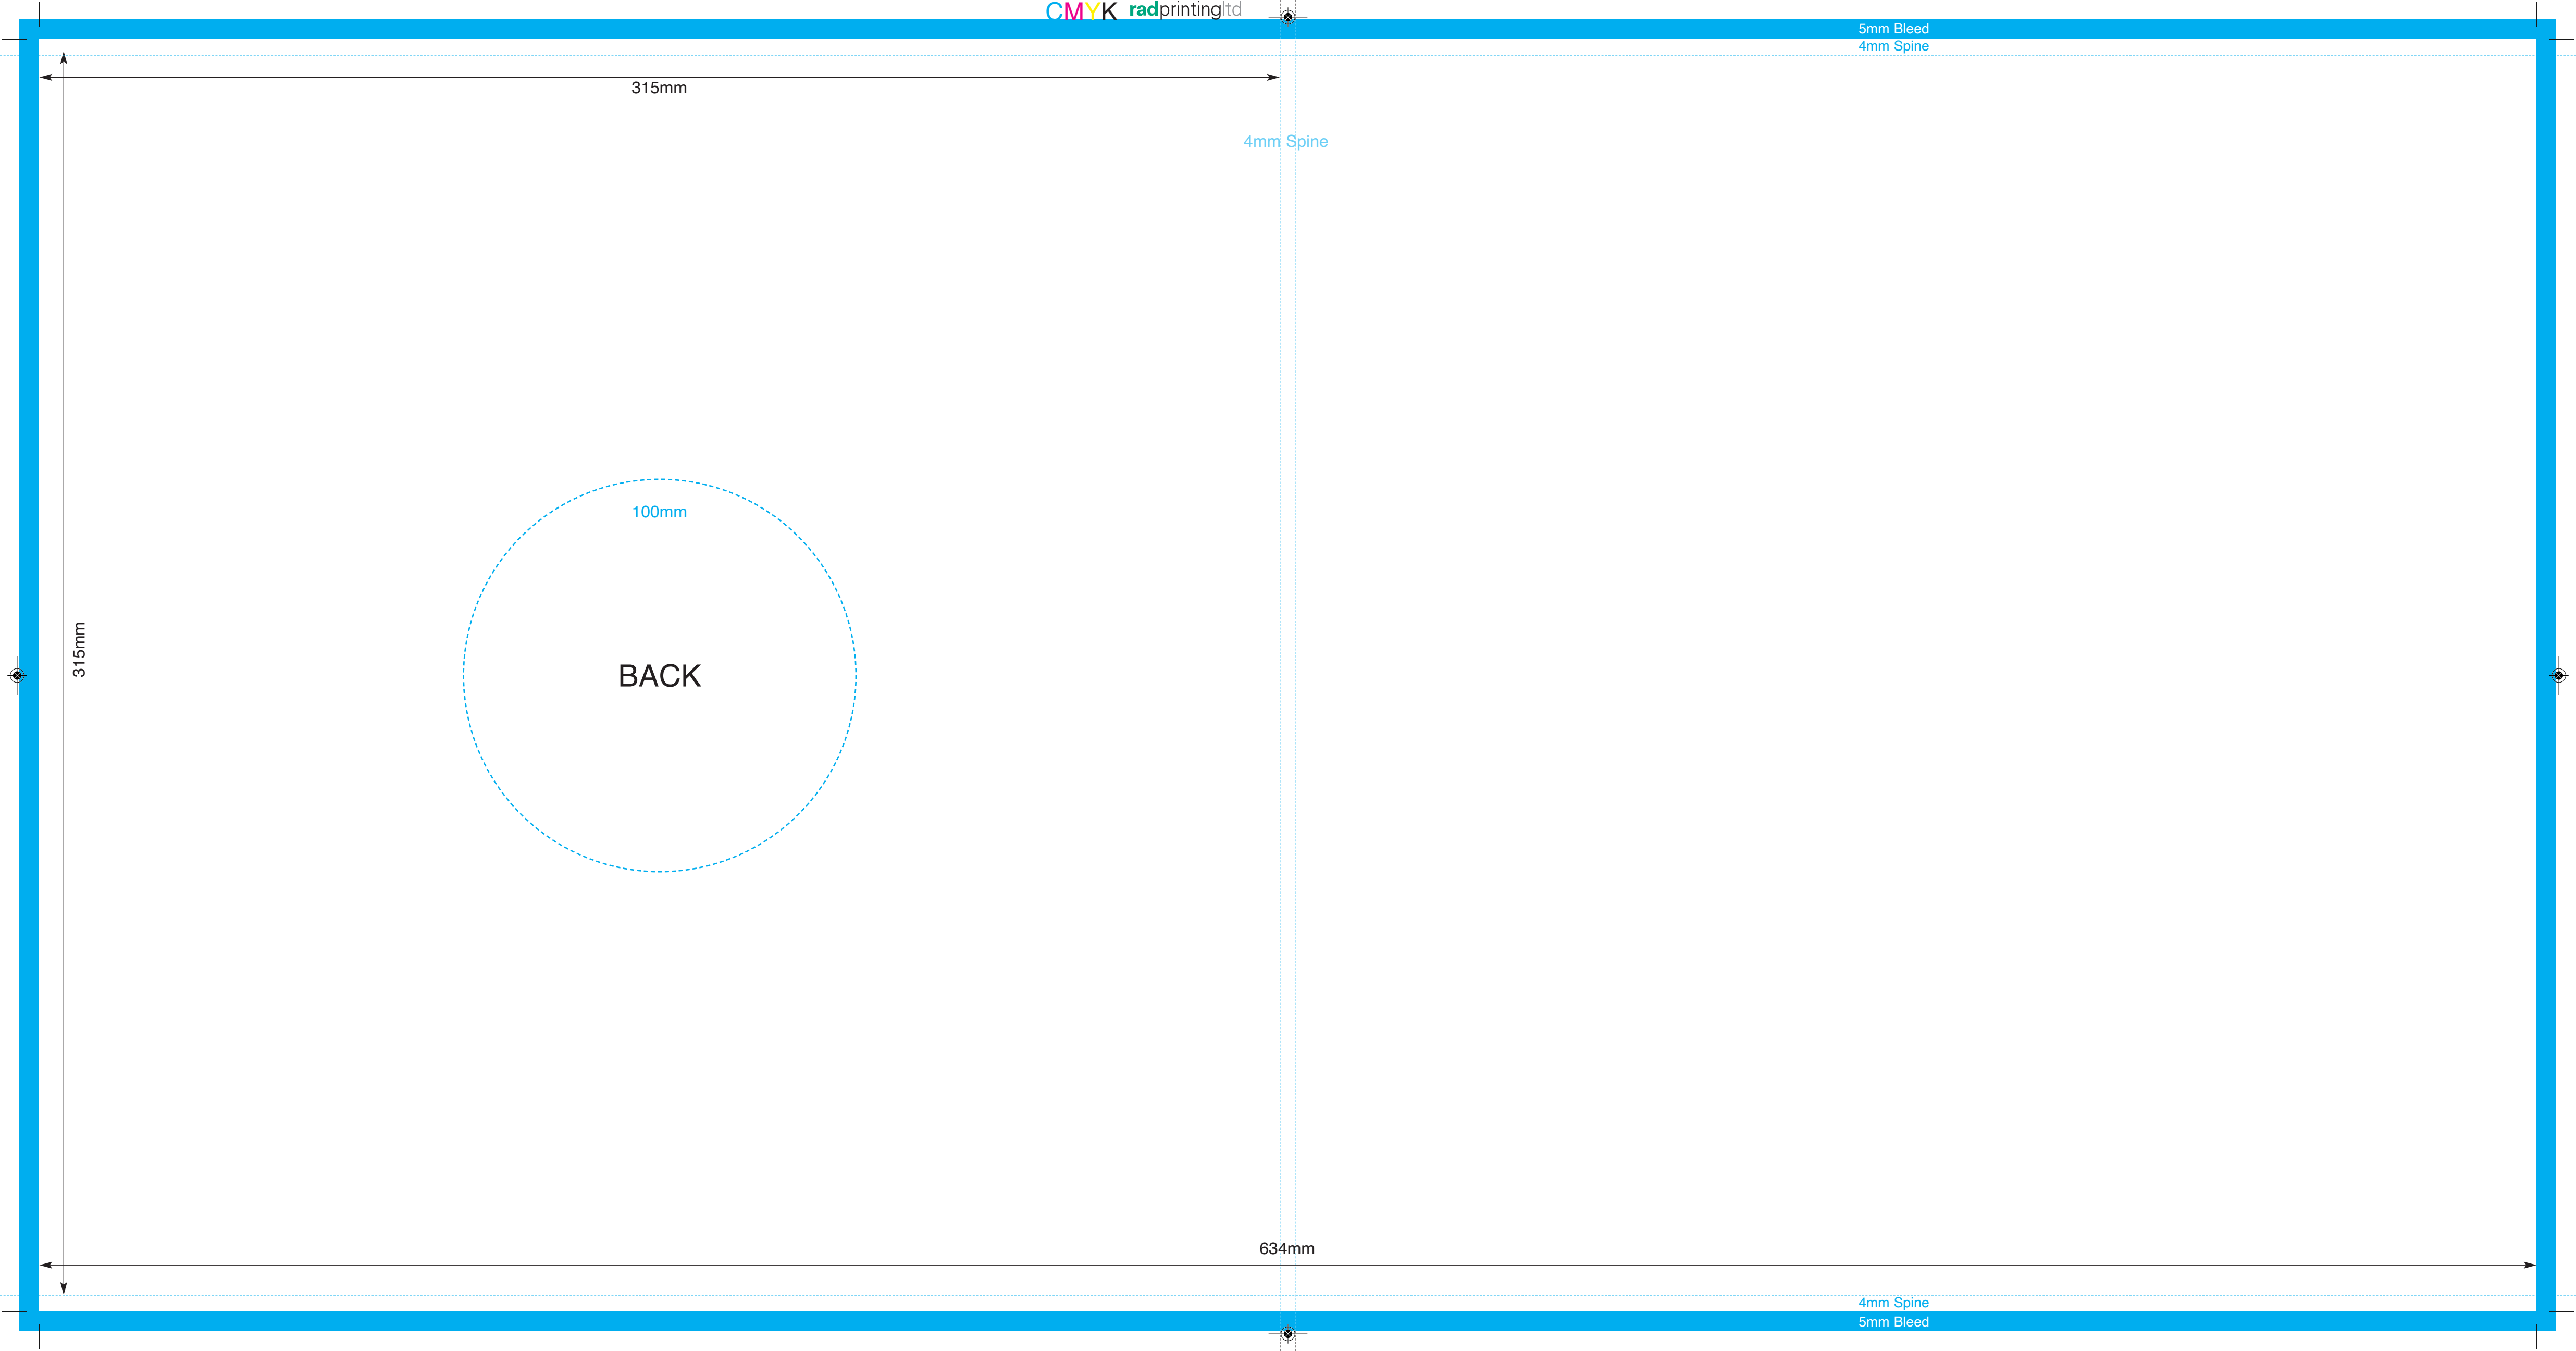 CMYK radprintingltd
5mm Bleed
4mm Spine
315mm
4mm Spine
100mm
315mm
BACK
634mm
4mm Spine
5mm Bleed